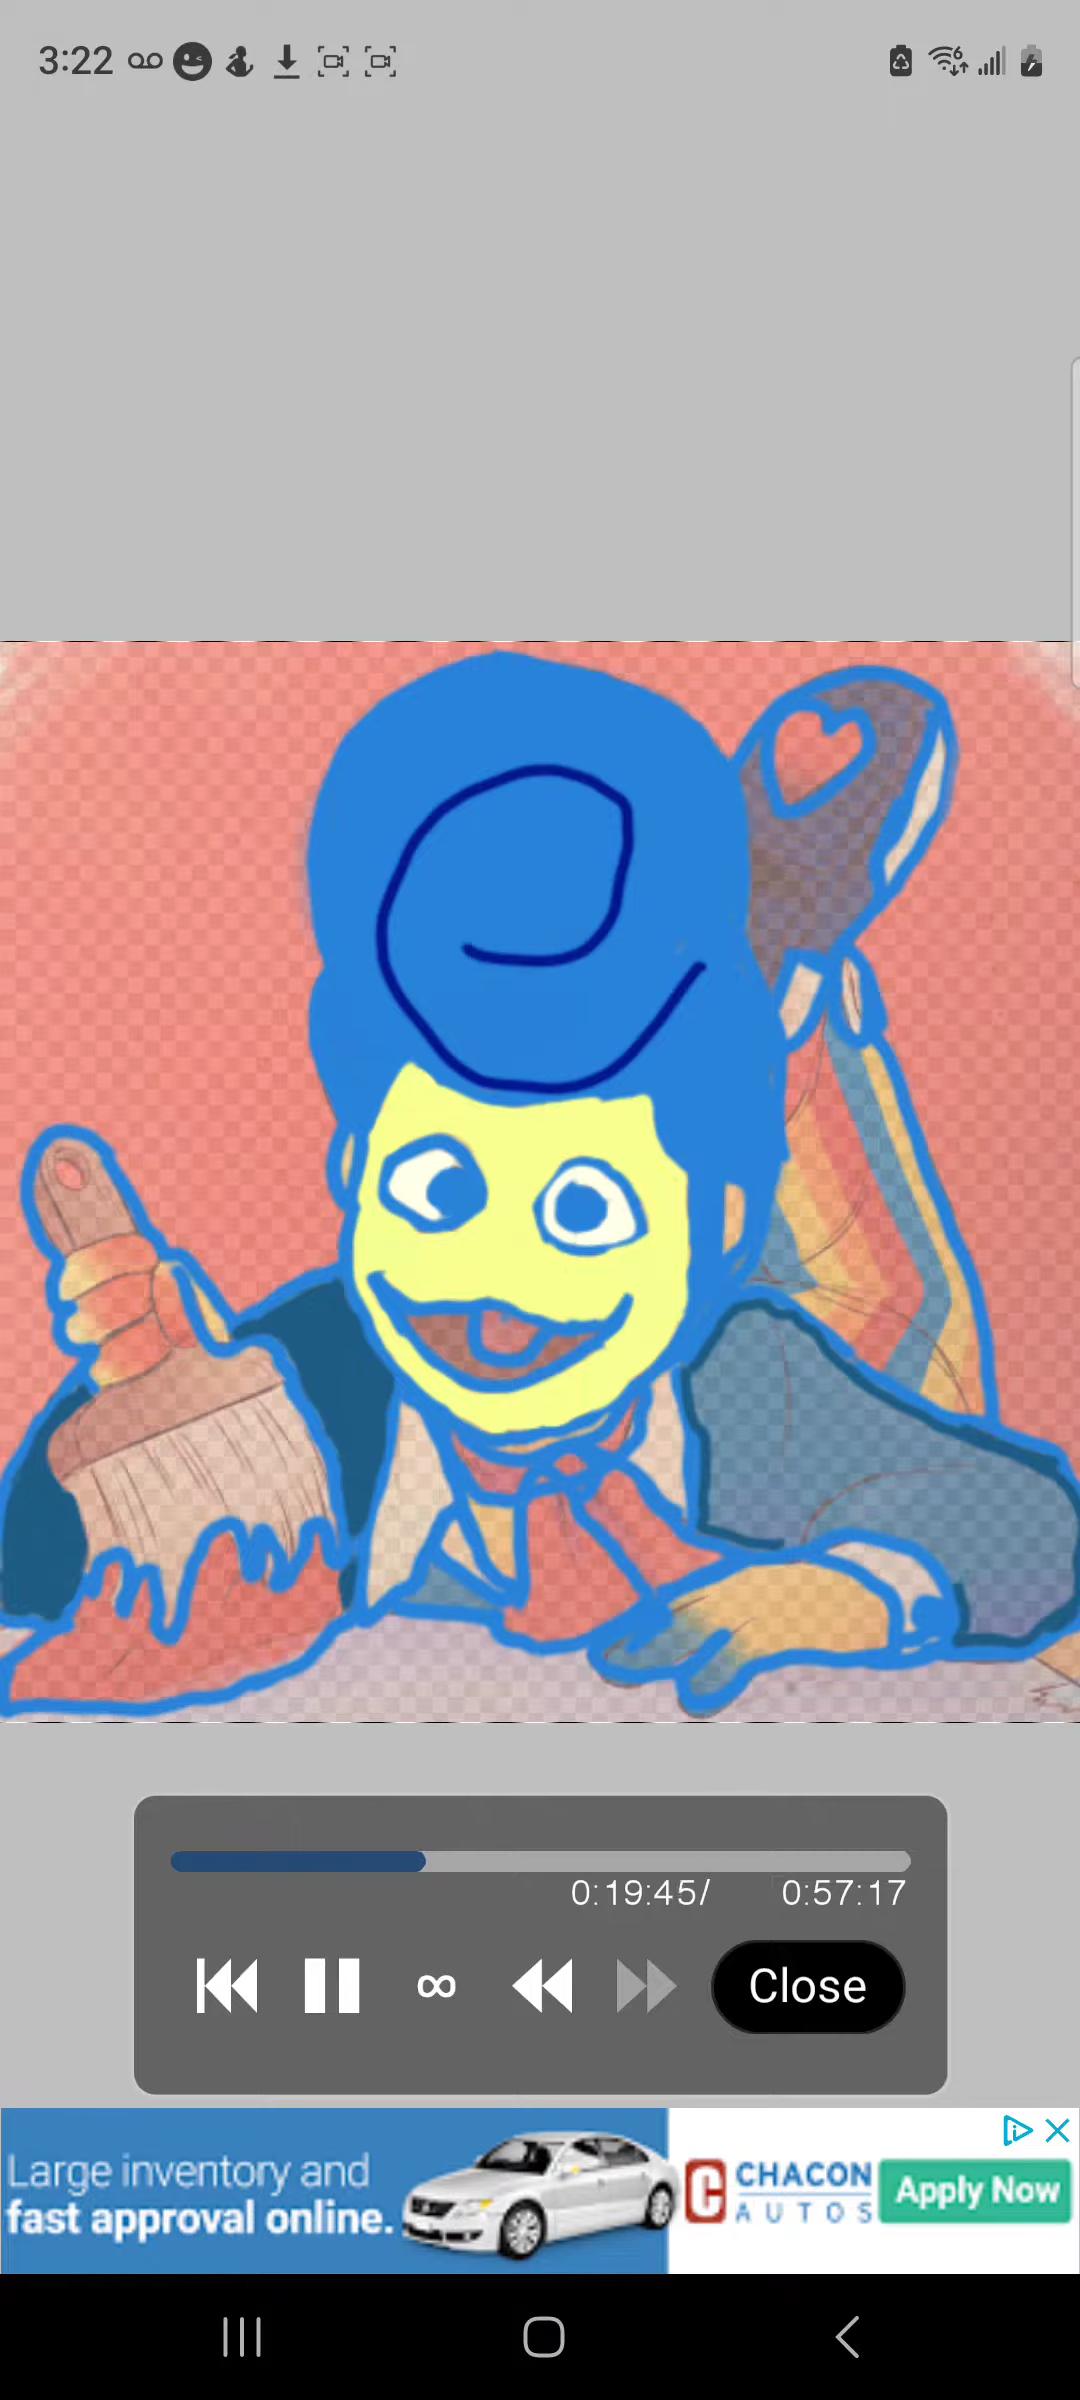 3:22
0:19:45/ 0:57:17
Close
Large inventory and
fast approval online.
CHACON
AUTOS
Apply Now